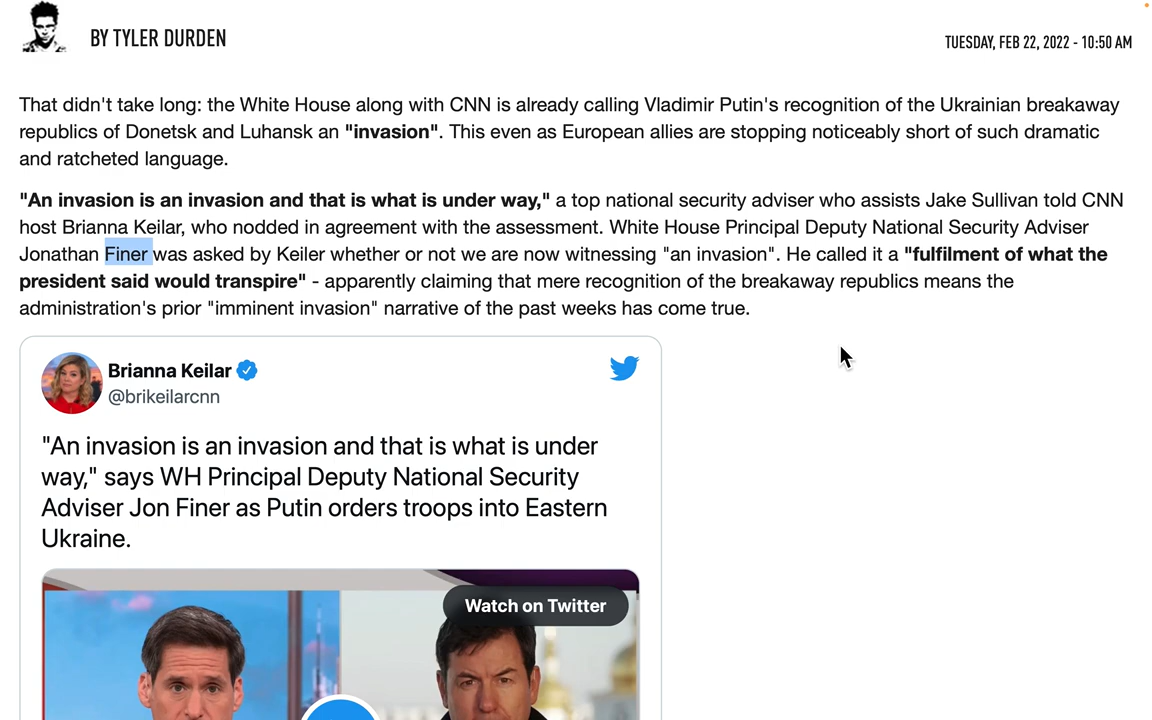 BY TYLER DURDEN
TUESDAY, FEB 22, 2022 - 10:50 AM
That didn't take long: the White House along with CNN is already calling Vladimir Putin's recognition of the Ukrainian breakaway
republics of Donetsk and Luhansk an "invasion". This even as European allies are stopping noticeably short of such dramatic
and ratcheted language.
"An invasion is an invasion and that is what is under way," a top national security adviser who assists Jake Sullivan told CNN
host Brianna Keilar, who nodded in agreement with the assessment. White House Principal Deputy National Security Adviser
Jonathan Finer was asked by Keiler whether or not we are now witnessing "an invasion". He called it a "fulfilment of what the
president said would transpire" - apparently claiming that mere recognition of the breakaway republics means the
administration's prior "imminent invasion" narrative of the past weeks has come true.
Brianna Keilar
@brikeilarcnn
"An invasion is an invasion and that is what is under
way," says WH Principal Deputy National Security
Adviser Jon Finer as Putin orders troops into Eastern
Ukraine.
Watch on Twitter